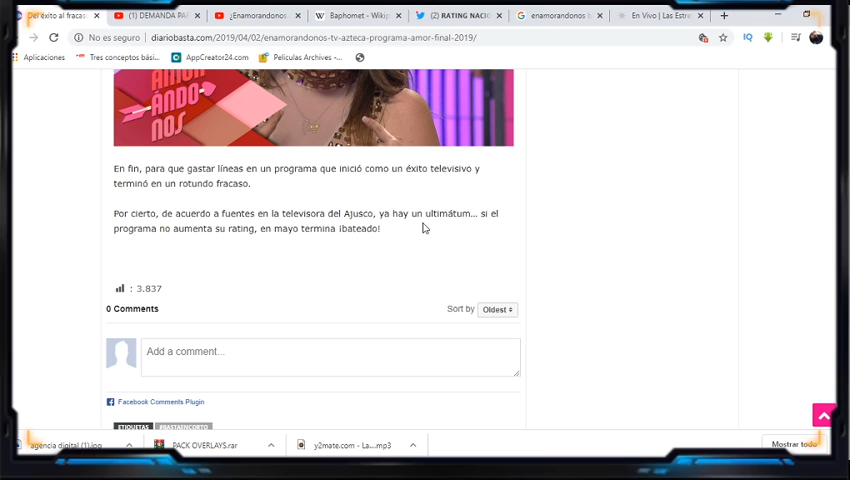 Del éxito al fracas
(1) DEMANDA PA
¿Enamorandonos
Baphomet - Wikip
(2) RATING NACIO
enamorandonos
En Vivo | Las Estre
No es seguro | diariobasta.com/2019/04/02/enamorandonos-tv-azteca-programa-amor-final-2019/
Aplicaciones
Tres conceptos bási...
AppCreator24.com
Peliculas Archives -...
AMOR
ÁNDO
NOS
En fin, para que gastar líneas en un programa que inició como un éxito televisivo y
terminó en un rotundo fracaso.
Por cierto, de acuerdo a fuentes en la televisora del Ajusco, ya hay un ultimátum... si el
programa no aumenta su rating, en mayo termina ¡bateado!
: 3.837
0 Comments
Sort by Oldest
Add a comment...
Facebook Comments Plugin
ETIQUETAS #BASTAINCORTO
agencia digital (1).jpg
PACK OVERLAYS.rar
y2mate.com - La....mp3
Mostrar todo